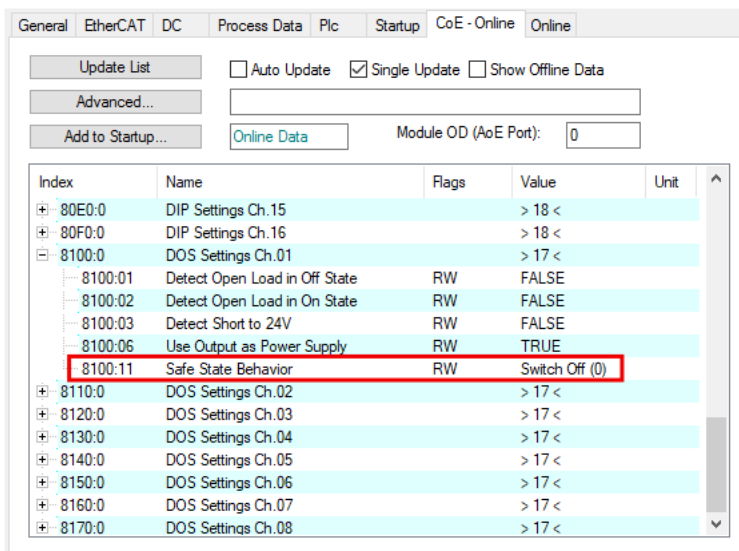 General EtherCAT DC Process Data Plc Startup CoE - Online Online
Update List Auto Update Single Update Show Offline Data
Advanced...
Add to Startup... Online Data Module OD (AoE Port): 0
Index Name Flags Value Unit
80E0:0 DIP Settings Ch.15 > 18 <
80F0:0 DIP Settings Ch.16 > 18 <
8100:0 DOS Settings Ch.01 > 17 <
8100:01 Detect Open Load in Off State RW FALSE
8100:02 Detect Open Load in On State RW FALSE
8100:03 Detect Short to 24V RW FALSE
8100:06 Use Output as Power Supply RW TRUE
8100:11 Safe State Behavior RW Switch Off (0)
8110:0 DOS Settings Ch.02 > 17 <
8120:0 DOS Settings Ch.03 > 17 <
8130:0 DOS Settings Ch.04 > 17 <
8140:0 DOS Settings Ch.05 > 17 <
8150:0 DOS Settings Ch.06 > 17 <
8160:0 DOS Settings Ch.07 > 17 <
8170:0 DOS Settings Ch.08 > 17 <